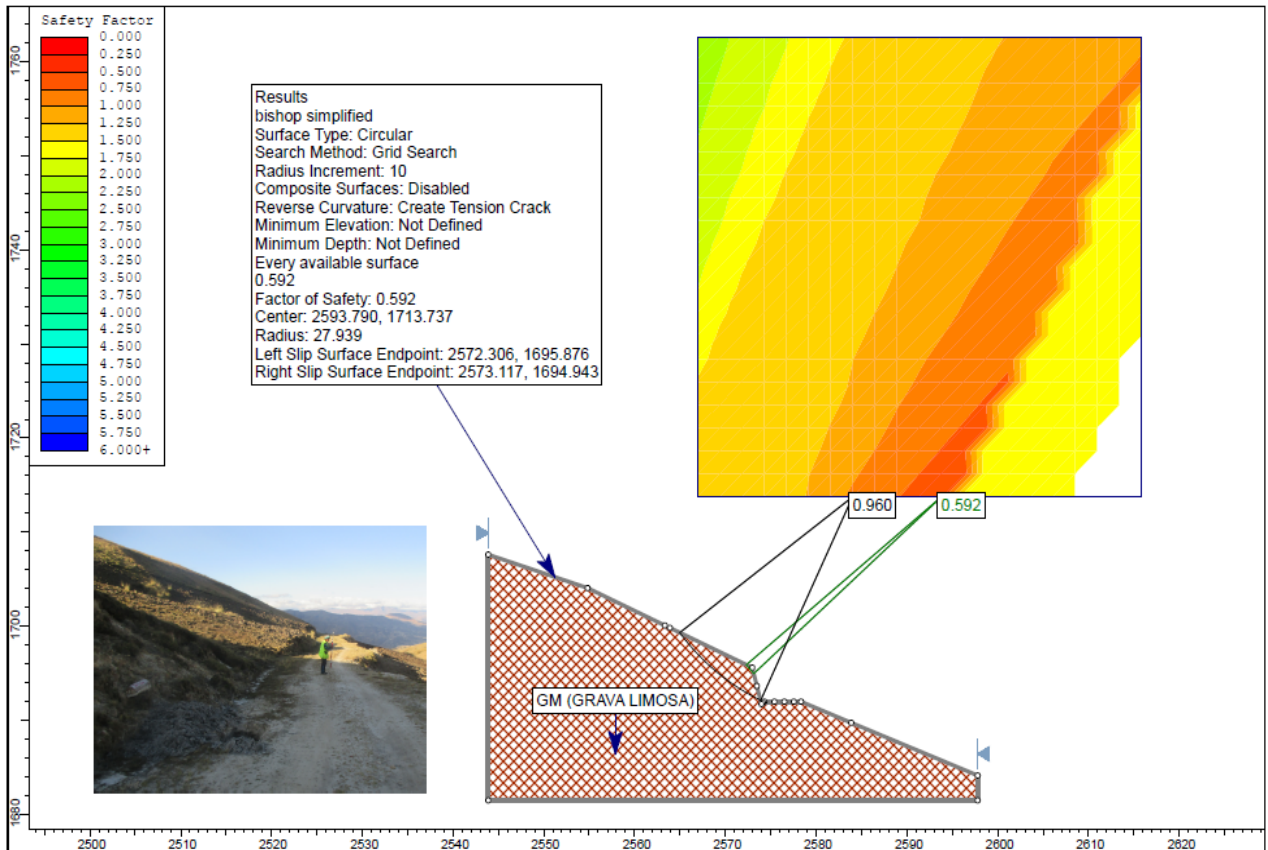 Safety Factor
0.000
0.250
0.500
0.750
1.000
1.250
1.500
1.750
2.000
2.250
2.500
2.750
3.000
3.250
3.500
3.750
4.000
4.250
4.500
4.750
5.000
5.250
5.500
5.750
6.000+
Results
bishop simplified
Surface Type: Circular
Search Method: Grid Search
Radius Increment: 10
Composite Surfaces: Disabled
Reverse Curvature: Create Tension Crack
Minimum Elevation: Not Defined
Minimum Depth: Not Defined
Every available surface
0.592
Factor of Safety: 0.592
Center: 2593.790, 1713.737
Radius: 27.939
Left Slip Surface Endpoint: 2572.306, 1695.876
Right Slip Surface Endpoint: 2573.117, 1694.943
0.960
0.592
GM (GRAVA LIMOSA)
1760
1740
1720
1700
1680
2500
2510
2520
2530
2540
2550
2560
2570
2580
2590
2600
2610
2620